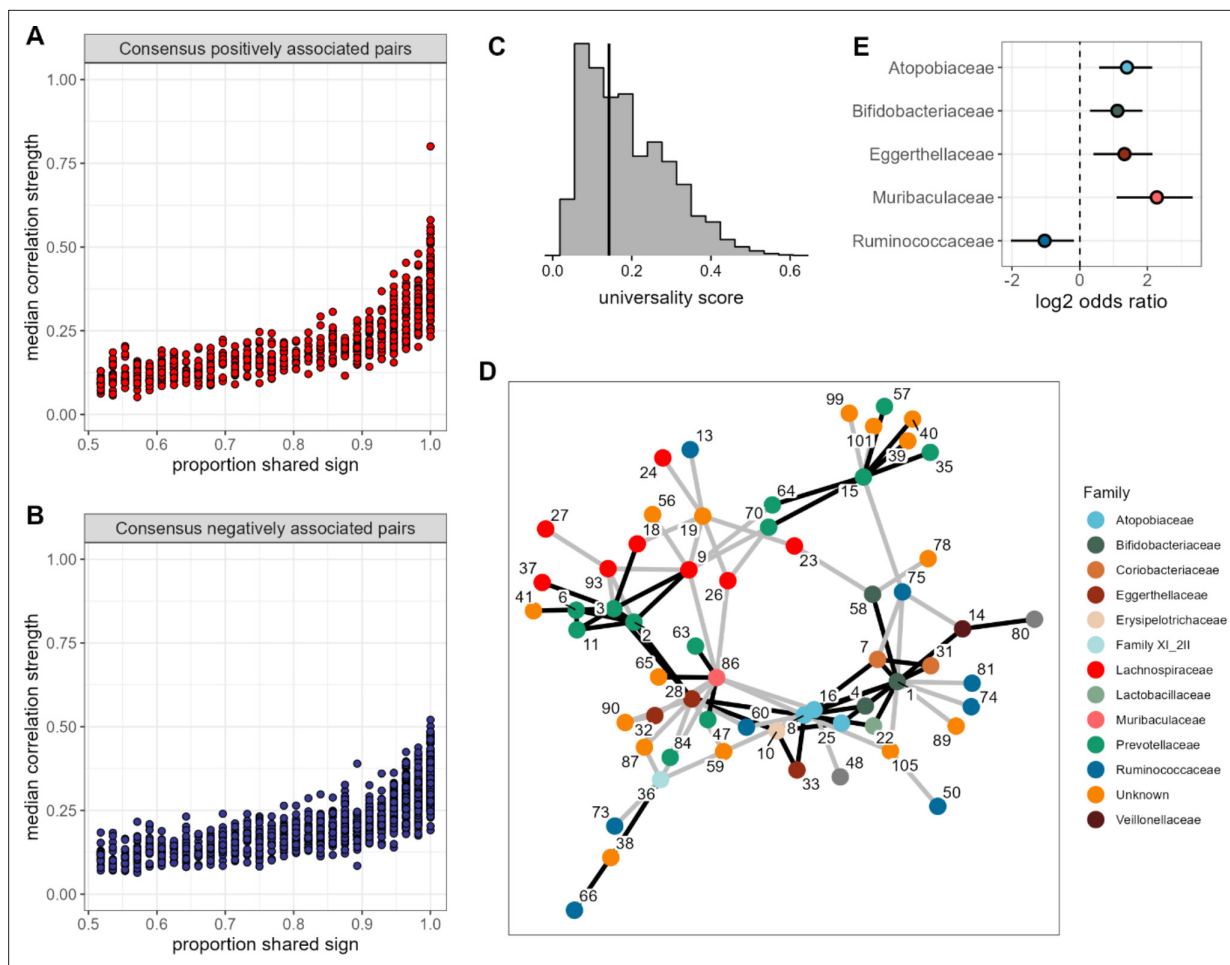 A
Consensus positively associated pairs
1.00
0.75
0.50
0.25
0.00
median correlation strength
0.5 0.6 0.7 0.8 0.9 1.0
proportion shared sign
B
Consensus negatively associated pairs
1.00
0.75
0.50
0.25
0.00
median correlation strength
0.5 0.6 0.7 0.8 0.9 1.0
proportion shared sign
C
0.0 0.2 0.4 0.6
universality score
E
Atopobiaceae
Bifidobacteriaceae
Eggerthellaceae
Muribaculaceae
Ruminococcaceae
-2 0 2
log2 odds ratio
D
57
99
13
101
40
24
39
35
64
15
56
27
70
18
19
9
78
23
75
37
93
26
58
14
6
41
3
63
80
11
2
7
31
86
65
81
28
16
4
74
1
90
60
8
32
47
25
22
89
84
10
87
59
48
105
33
36
50
73
38
66
Family
Atopobiaceae
Bifidobacteriaceae
Coriobacteriaceae
Eggerthellaceae
Erysipelotrichaceae
Family XI_2II
Lachnospiraceae
Lactobacillaceae
Muribaculaceae
Prevotellaceae
Ruminococcaceae
Unknown
Veillonellaceae